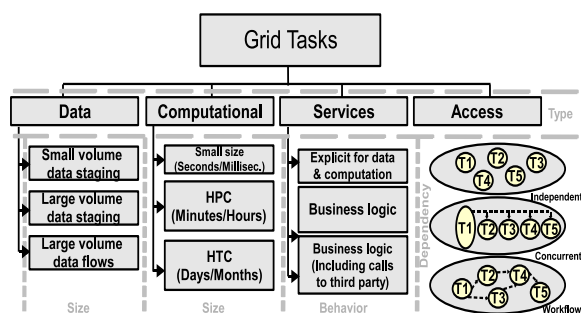 Grid Tasks
Data
Computational
Services
Access
Type
Small volume
data staging
Large volume
data staging
Large volume
data flows
Size
Small size
(Seconds/Millisec.)
HPC
(Minutes/Hours)
HTC
(Days/Months)
Size
Explicit for data
& computation
Business logic
Business logic
(Including calls
to third party)
Behavior
Dependency
T1 T2 T3
T4 T5
Independent
T1 T2 T3 T4 T5
Concurrent
T1 T2 T4
T3 T5
Workflow